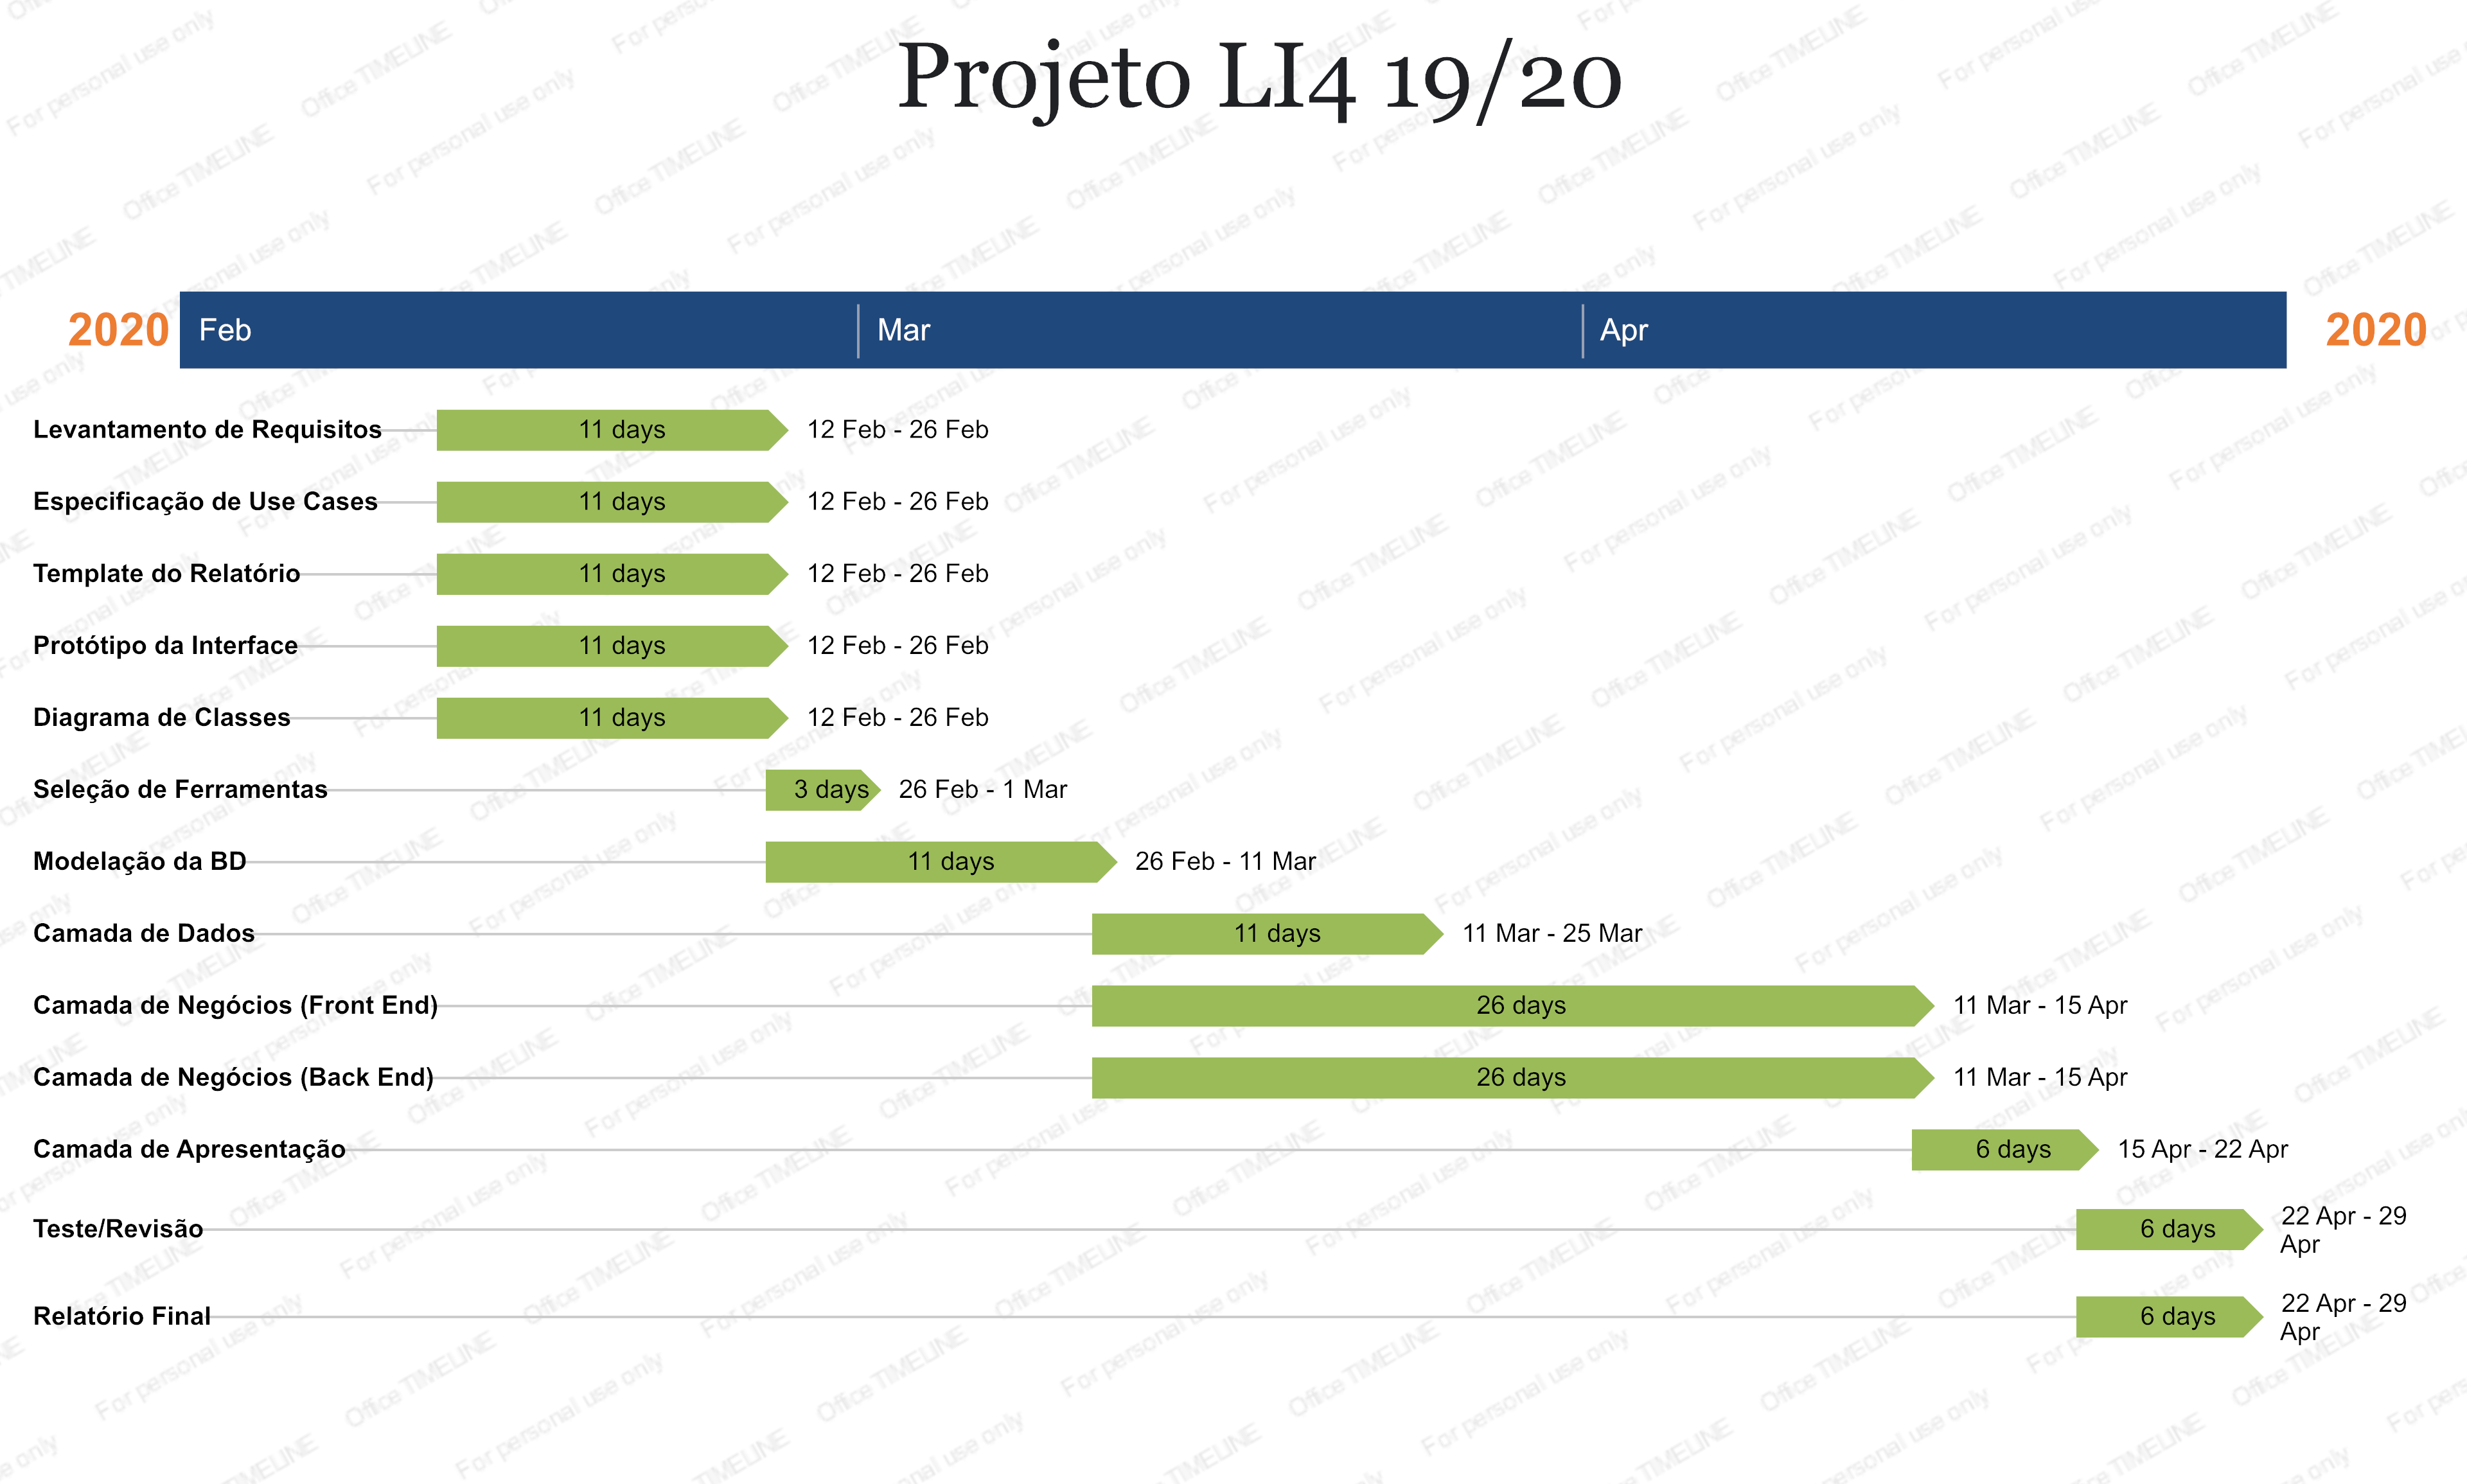 Projeto LI4 19/20
2020 Feb Mar Apr 2020
Levantamento de Requisitos 11 days 12 Feb - 26 Feb
Especificação de Use Cases 11 days 12 Feb - 26 Feb
Template do Relatório 11 days 12 Feb - 26 Feb
Protótipo da Interface 11 days 12 Feb - 26 Feb
Diagrama de Classes 11 days 12 Feb - 26 Feb
Seleção de Ferramentas 3 days 26 Feb - 1 Mar
Modelação da BD 11 days 26 Feb - 11 Mar
Camada de Dados 11 days 11 Mar - 25 Mar
Camada de Negócios (Front End) 26 days 11 Mar - 15 Apr
Camada de Negócios (Back End) 26 days 11 Mar - 15 Apr
Camada de Apresentação 6 days 15 Apr - 22 Apr
Teste/Revisão 6 days 22 Apr - 29
Apr
Relatório Final 6 days 22 Apr - 29
Apr
Office TIMELINE For personal use only